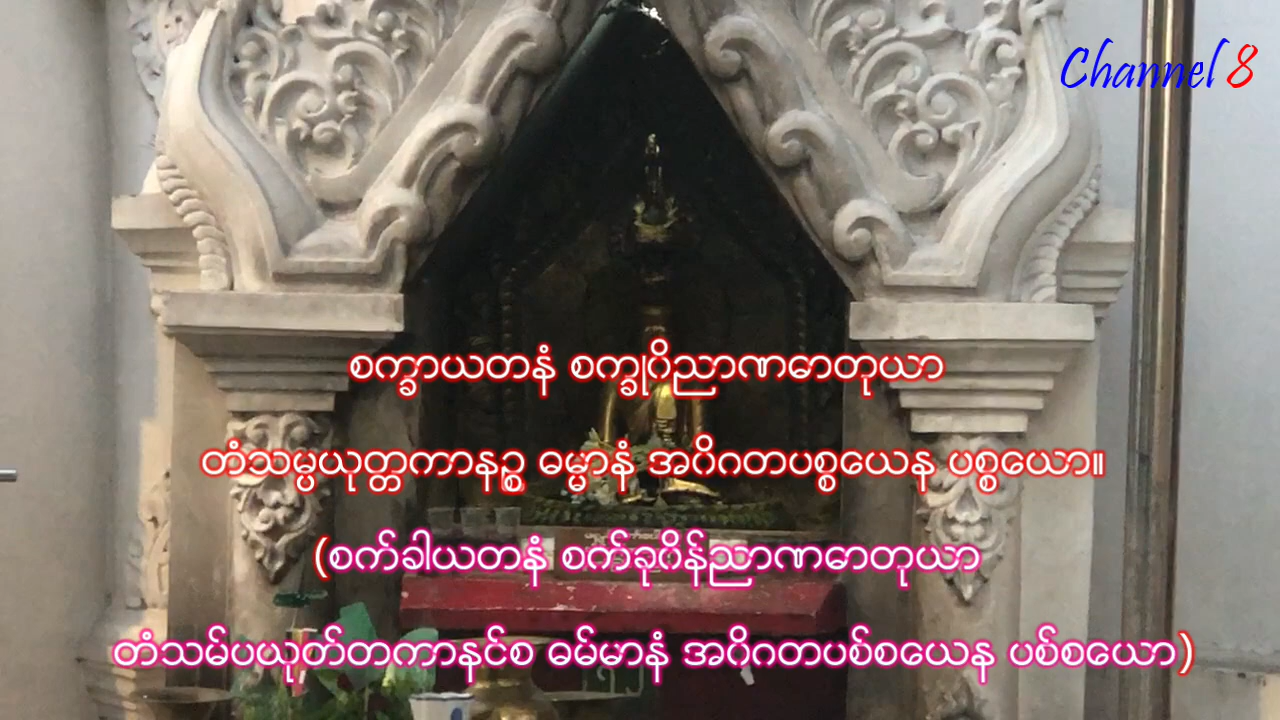 Channel 8
စက္ခာယတနံ စက္ခုဂိညာဏဓာတုယာ
တံသမ္ပယုတ္တကာနဉ္စ ဓမ္မာနံ အဝိဂတပစ္စယေန ပစ္စယော။
(စက်ခါယတနံ စက်ခုဂိန်ညာဏဓာတုယာ
တံသမ်ပယုတ်တကာနင်စ ဓမ်မာနံ အဂိဂတပစ်စယေန ပစ်စယော)